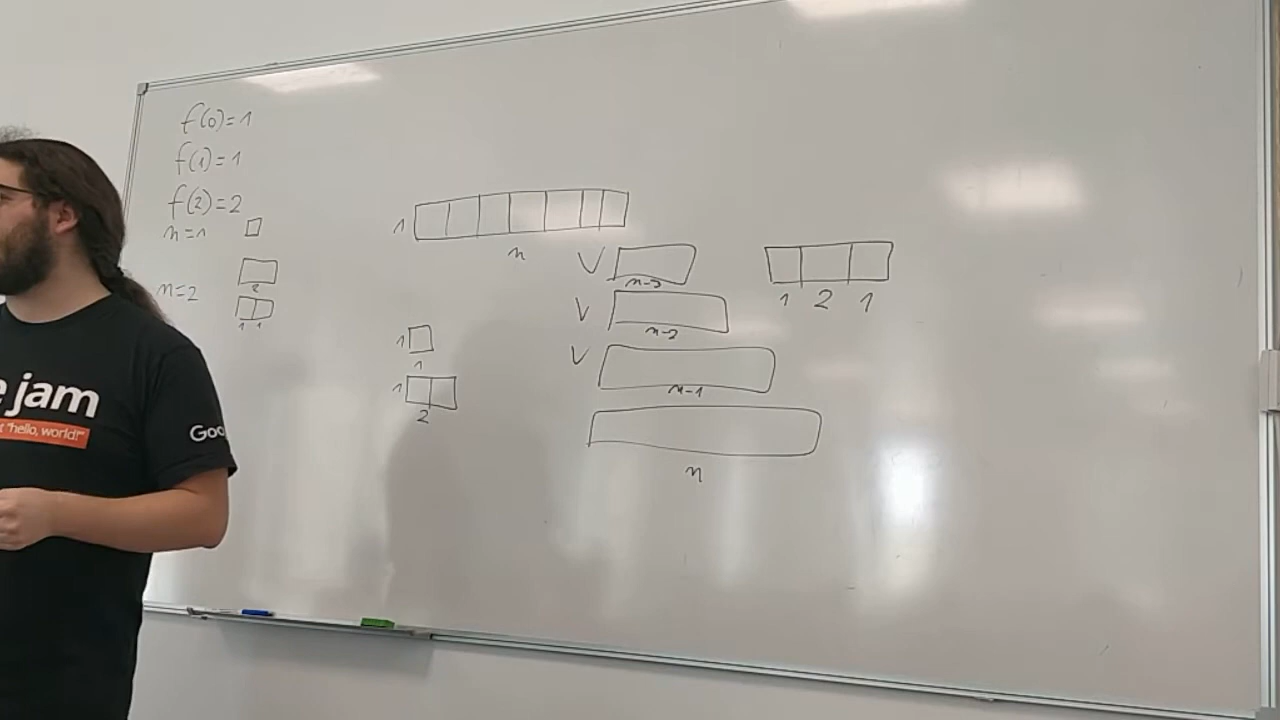 f(0)=1
f(1)=1
f(2)=2
n=1
n=2
2
1 1
1
n
1
1
1
2
V
n-3
V
n-2
V
n-1
n
1 2 1
jam
"hello, world!"
Goo